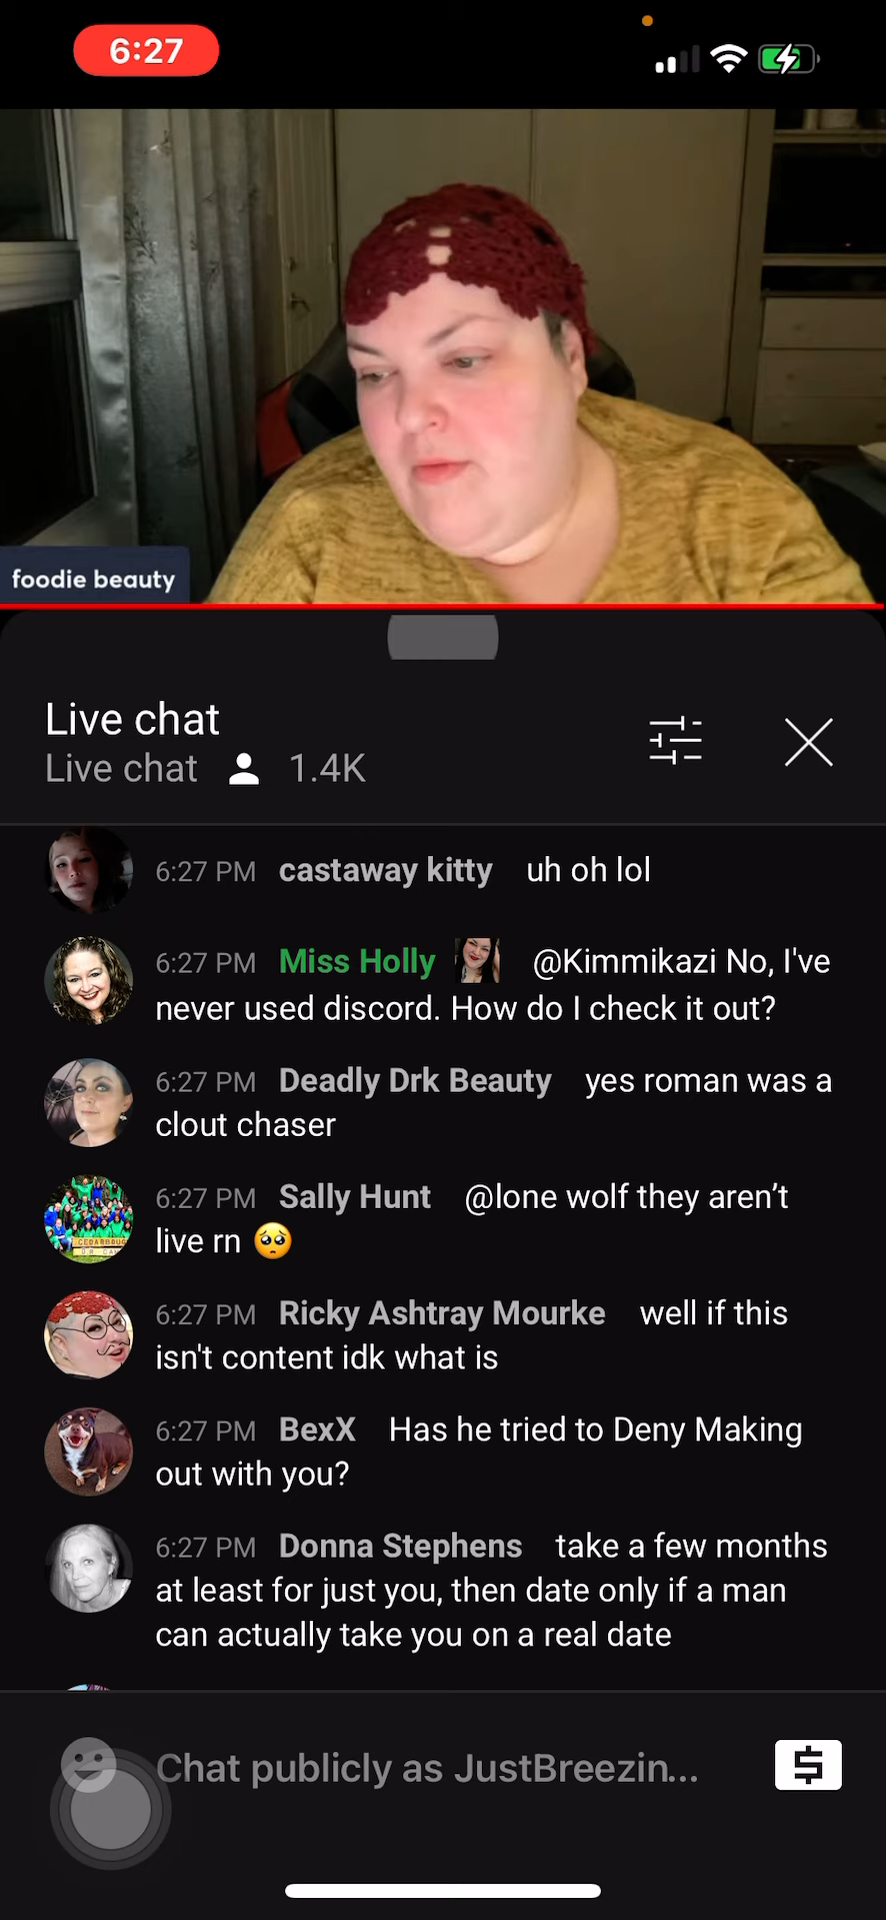 6:27
foodie beauty
Live chat
Live chat 1.4K
6:27 PM castaway kitty uh oh lol
6:27 PM Miss Holly @Kimmikazi No, I've
never used discord. How do I check it out?
6:27 PM Deadly Drk Beauty yes roman was a
clout chaser
6:27 PM Sally Hunt @lone wolf they aren’t
live rn 🥺
6:27 PM Ricky Ashtray Mourke well if this
isn't content idk what is
6:27 PM BexX Has he tried to Deny Making
out with you?
6:27 PM Donna Stephens take a few months
at least for just you, then date only if a man
can actually take you on a real date
Chat publicly as JustBreezin...
$